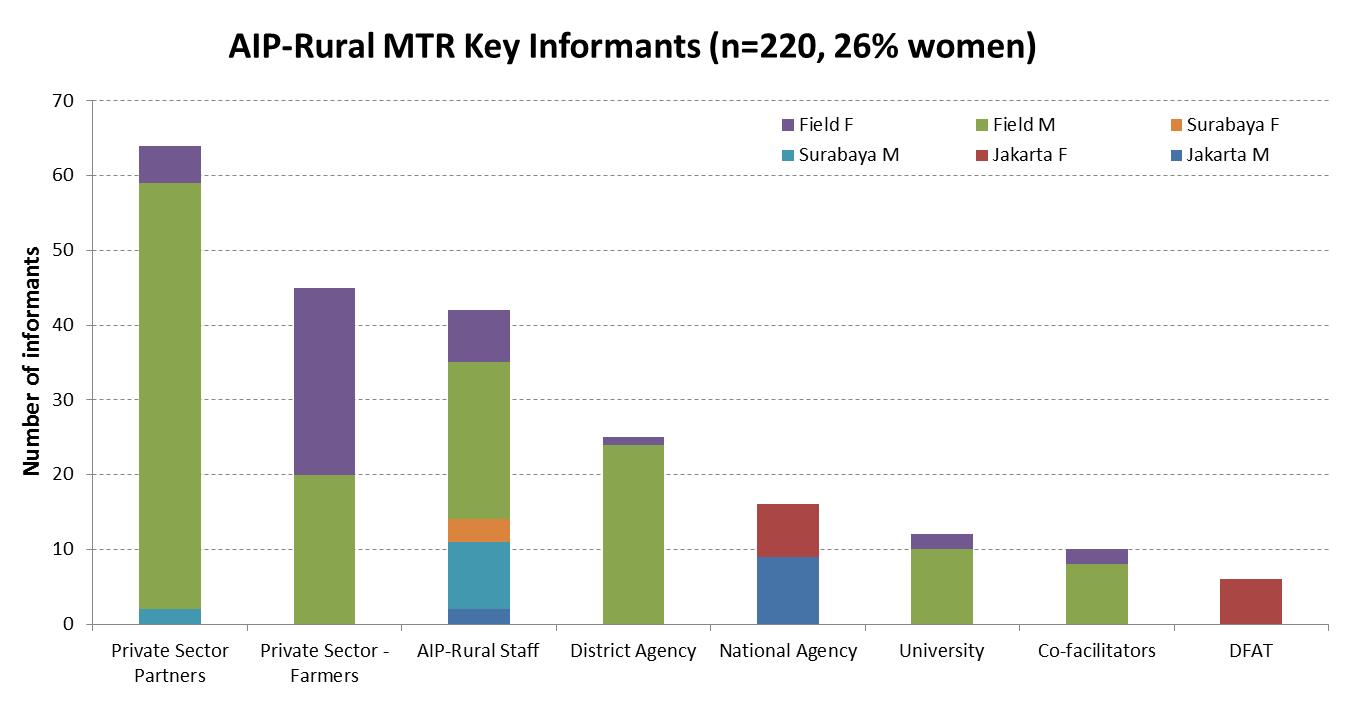 AIP-Rural MTR Key Informants (n=220, 26% women)
Number of informants
70
60
50
40
30
20
10
0
Field F
Field M
Surabaya F
Surabaya M
Jakarta F
Jakarta M
Private Sector
Partners
Private Sector -
Farmers
AIP-Rural Staff
District Agency
National Agency
University
Co-facilitators
DFAT